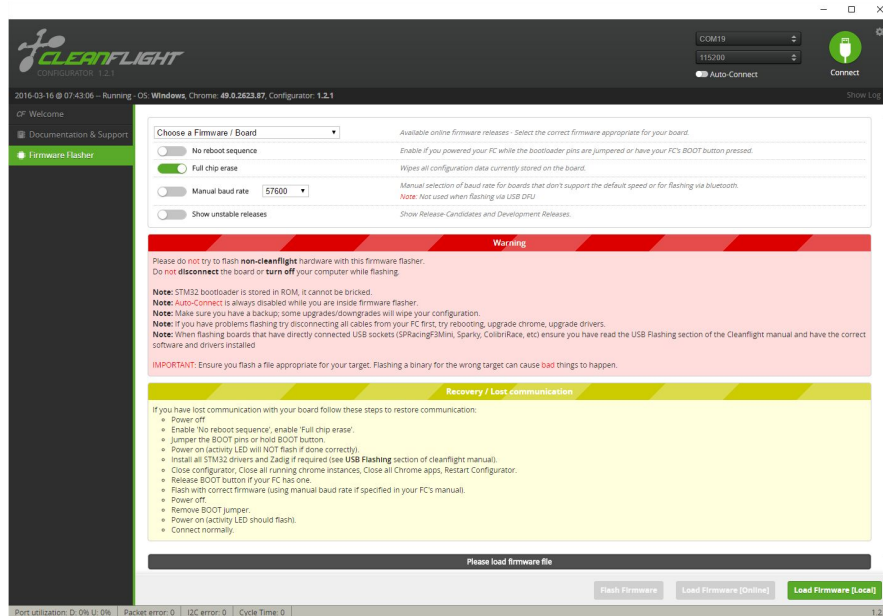 CLEANFLIGHT
CONFIGURATOR 1.2.1
COM19
115200
Auto-Connect
Connect
2016-03-16 @ 07:43:06 -- Running - OS: Windows, Chrome: 49.0.2623.87, Configurator: 1.2.1
Show Log
CF Welcome
Documentation & Support
Firmware Flasher
Choose a Firmware / Board
Available online firmware releases - Select the correct firmware appropriate for your board.
No reboot sequence
Enable if you powered your FC while the bootloader pins are jumpered or have your FC's BOOT button pressed.
Full chip erase
Wipes all configuration data currently stored on the board.
Manual baud rate
57600
Manual selection of baud rate for boards that don't support the default speed or for flashing via bluetooth.
Note: Not used when flashing via USB DFU
Show unstable releases
Show Release-Candidates and Development Releases.
Warning
Please do not try to flash non-cleanflight hardware with this firmware flasher.
Do not disconnect the board or turn off your computer while flashing.
Note: STM32 bootloader is stored in ROM, it cannot be bricked.
Note: Auto-Connect is always disabled while you are inside firmware flasher.
Note: Make sure you have a backup; some upgrades/downgrades will wipe your configuration.
Note: If you have problems flashing try disconnecting all cables from your FC first, try rebooting, upgrade chrome, upgrade drivers.
Note: When flashing boards that have directly connected USB sockets (SPRacingF3Mini, Sparky, ColibriRace, etc) ensure you have read the USB Flashing section of the Cleanflight manual and have the correct
software and drivers installed
IMPORTANT: Ensure you flash a file appropriate for your target. Flashing a binary for the wrong target can cause bad things to happen.
Recovery / Lost communication
If you have lost communication with your board follow these steps to restore communication:
Power off
Enable 'No reboot sequence', enable 'Full chip erase'.
Jumper the BOOT pins or hold BOOT button.
Power on (activity LED will NOT flash if done correctly).
Install all STM32 drivers and Zadig if required (see USB Flashing section of cleanflight manual).
Close configurator, Close all running chrome instances, Close all Chrome apps, Restart Configurator.
Release BOOT button if your FC has one.
Flash with correct firmware (using manual baud rate if specified in your FC's manual).
Power off.
Remove BOOT jumper.
Power on (activity LED should flash).
Connect normally.
Please load firmware file
Flash Firmware
Load Firmware [Online]
Load Firmware [Local]
Port utilization: D: 0% U: 0%
Packet error: 0
I2C error: 0
Cycle Time: 0
1.2.